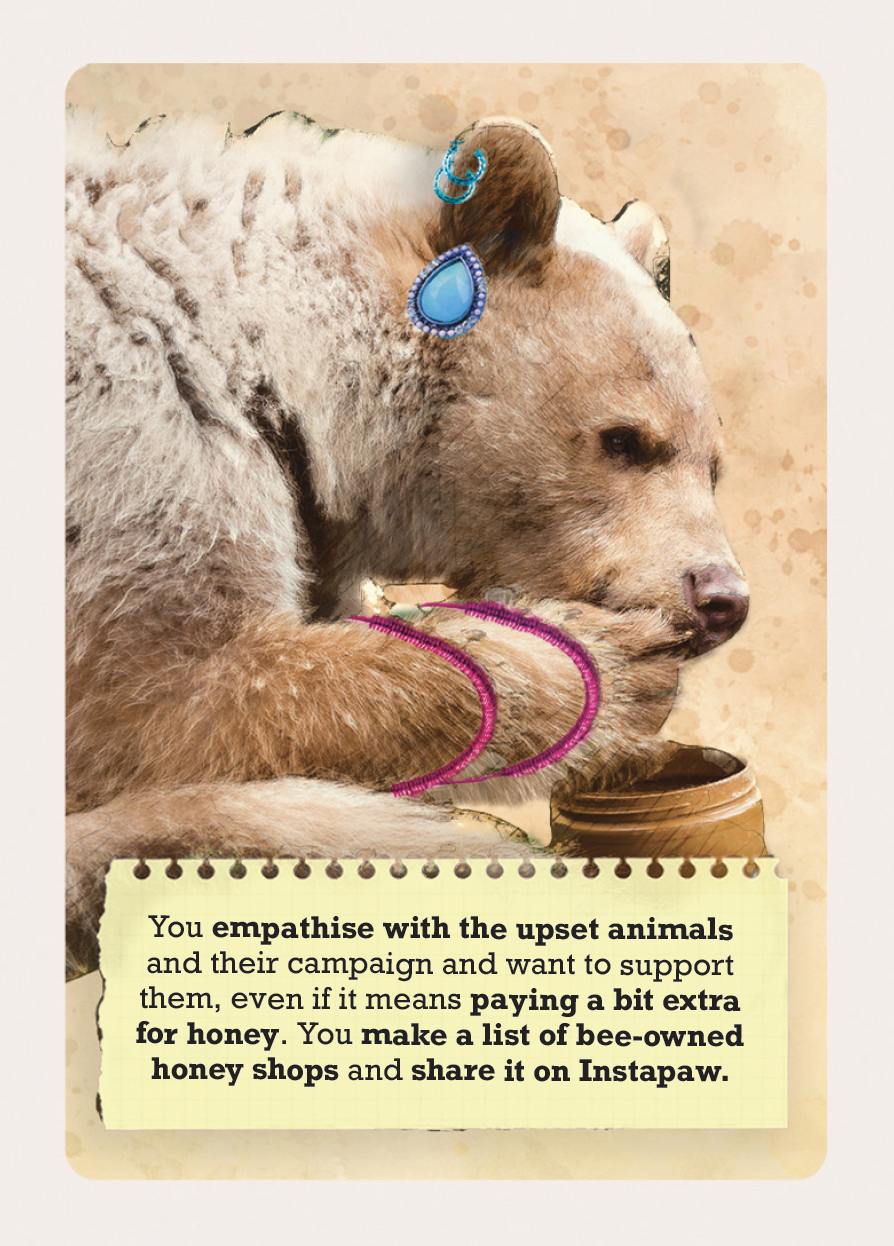 You empathise with the upset animals
and their campaign and want to support
them, even if it means paying a bit extra
for honey. You make a list of bee-owned
honey shops and share it on Instapaw.